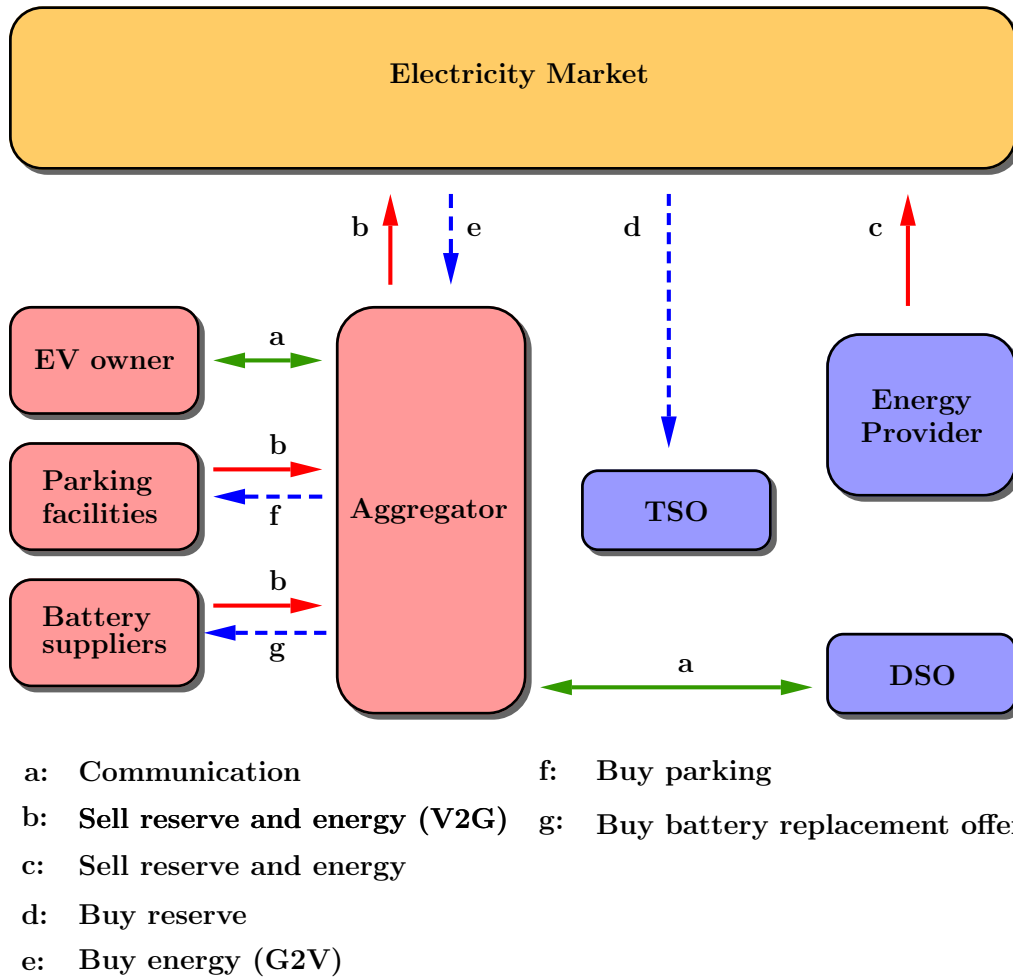 Electricity Market
b
e
d
c
EV owner
a
Energy
Provider
Parking
facilities
b
f
Aggregator
TSO
Battery
suppliers
b
g
a
DSO
a: Communication
b: Sell reserve and energy (V2G)
c: Sell reserve and energy
d: Buy reserve
e: Buy energy (G2V)
f: Buy parking
g: Buy battery replacement